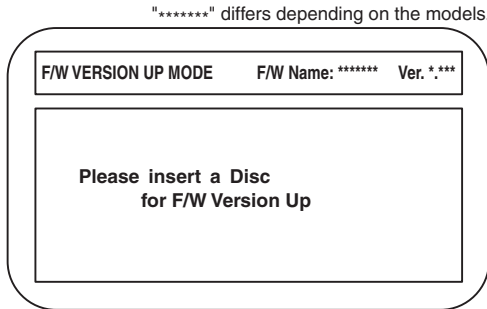 "*******" differs depending on the models
F/W VERSION UP MODE F/W Name: ******* Ver. *.***
Please insert a Disc
for F/W Version Up